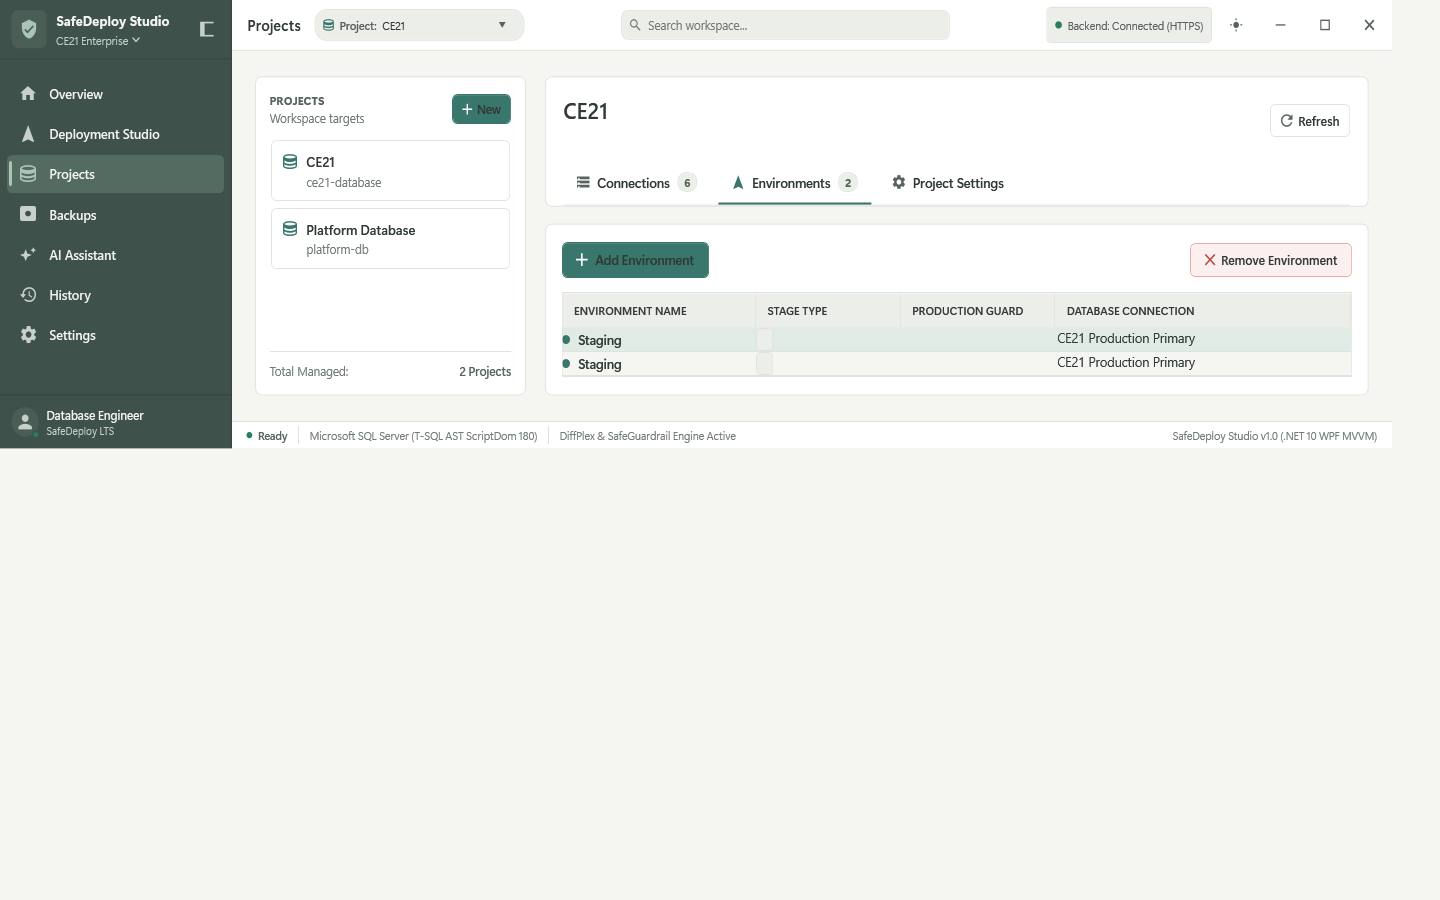 SafeDeploy Studio
CE21 Enterprise
Overview
Deployment Studio
Projects
Backups
AI Assistant
History
Settings
Database Engineer
SafeDeploy LTS
Projects
Project: CE21
Search workspace...
Backend: Connected (HTTPS)
PROJECTS
Workspace targets
New
CE21
ce21-database
Platform Database
platform-db
Total Managed: 2 Projects
CE21
Refresh
Connections 6
Environments 2
Project Settings
Add Environment
Remove Environment
ENVIRONMENT NAME STAGE TYPE PRODUCTION GUARD DATABASE CONNECTION
Staging CE21 Production Primary
Staging CE21 Production Primary
Ready Microsoft SQL Server (T-SQL AST ScriptDom 180) DiffPlex & SafeGuardrail Engine Active SafeDeploy Studio v1.0 (.NET 10 WPF MVVM)